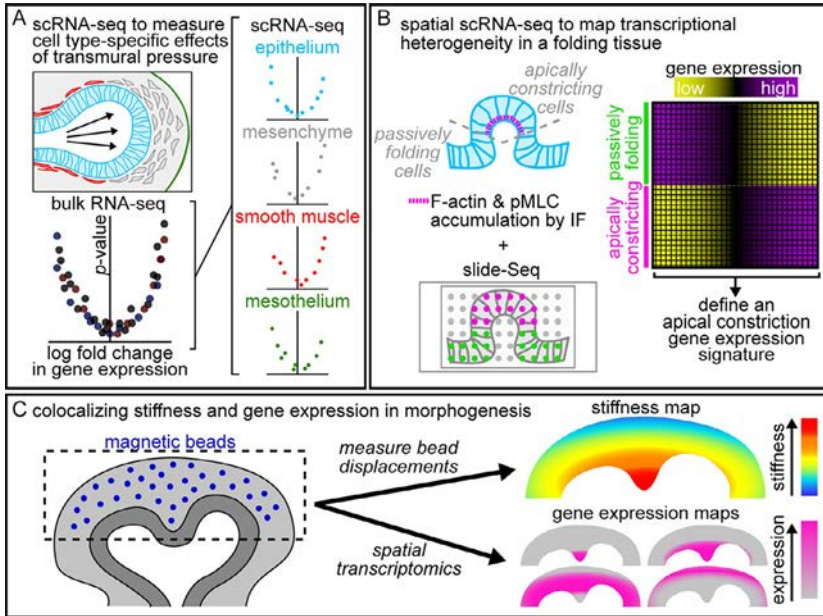 A
scRNA-seq to measure
cell type-specific effects
of transmural pressure
bulk RNA-seq
p-value
log fold change
in gene expression
scRNA-seq
epithelium
mesenchyme
smooth muscle
mesothelium
B
spatial scRNA-seq to map transcriptional
heterogeneity in a folding tissue
apically
constricting
cells
passively
folding
cells
F-actin & pMLC
accumulation by IF
+
slide-Seq
gene expression
low high
passively
folding
apically
constricting
define an
apical constriction
gene expression
signature
C colocalizing stiffness and gene expression in morphogenesis
magnetic beads
measure bead
displacements
spatial
transcriptomics
stiffness map
stiffness
gene expression maps
expression